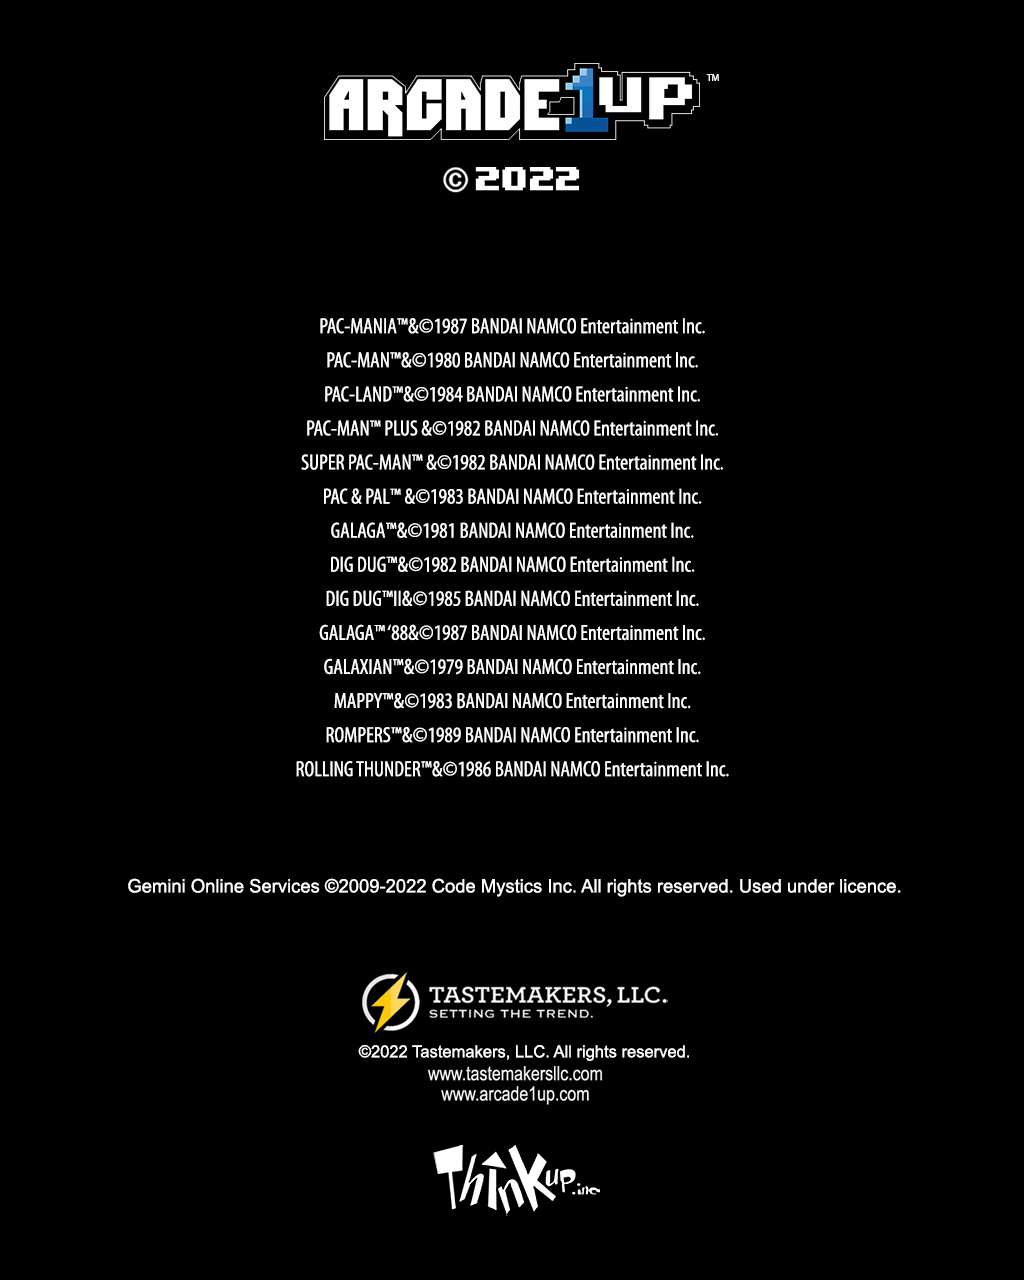 ARCADE1UP™
© 2022
PAC-MANIA™&©1987 BANDAI NAMCO Entertainment Inc.
PAC-MAN™&©1980 BANDAI NAMCO Entertainment Inc.
PAC-LAND™&©1984 BANDAI NAMCO Entertainment Inc.
PAC-MAN™ PLUS &©1982 BANDAI NAMCO Entertainment Inc.
SUPER PAC-MAN™ &©1982 BANDAI NAMCO Entertainment Inc.
PAC & PAL™ &©1983 BANDAI NAMCO Entertainment Inc.
GALAGA™&©1981 BANDAI NAMCO Entertainment Inc.
DIG DUG™&©1982 BANDAI NAMCO Entertainment Inc.
DIG DUG™II&©1985 BANDAI NAMCO Entertainment Inc.
GALAGA™ ‘88&©1987 BANDAI NAMCO Entertainment Inc.
GALAXIAN™&©1979 BANDAI NAMCO Entertainment Inc.
MAPPY™&©1983 BANDAI NAMCO Entertainment Inc.
ROMPERS™&©1989 BANDAI NAMCO Entertainment Inc.
ROLLING THUNDER™&©1986 BANDAI NAMCO Entertainment Inc.
Gemini Online Services ©2009-2022 Code Mystics Inc. All rights reserved. Used under licence.
TASTEMAKERS, LLC.
SETTING THE TREND.
©2022 Tastemakers, LLC. All rights reserved.
www.tastemakersllc.com
www.arcade1up.com
ThinkUp.inc